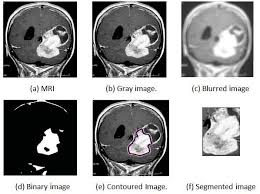 (a) MRI
(b) Gray image.
(c) Blurred image
(d) Binary image
(e) Contoured Image.
(f) Segmented image